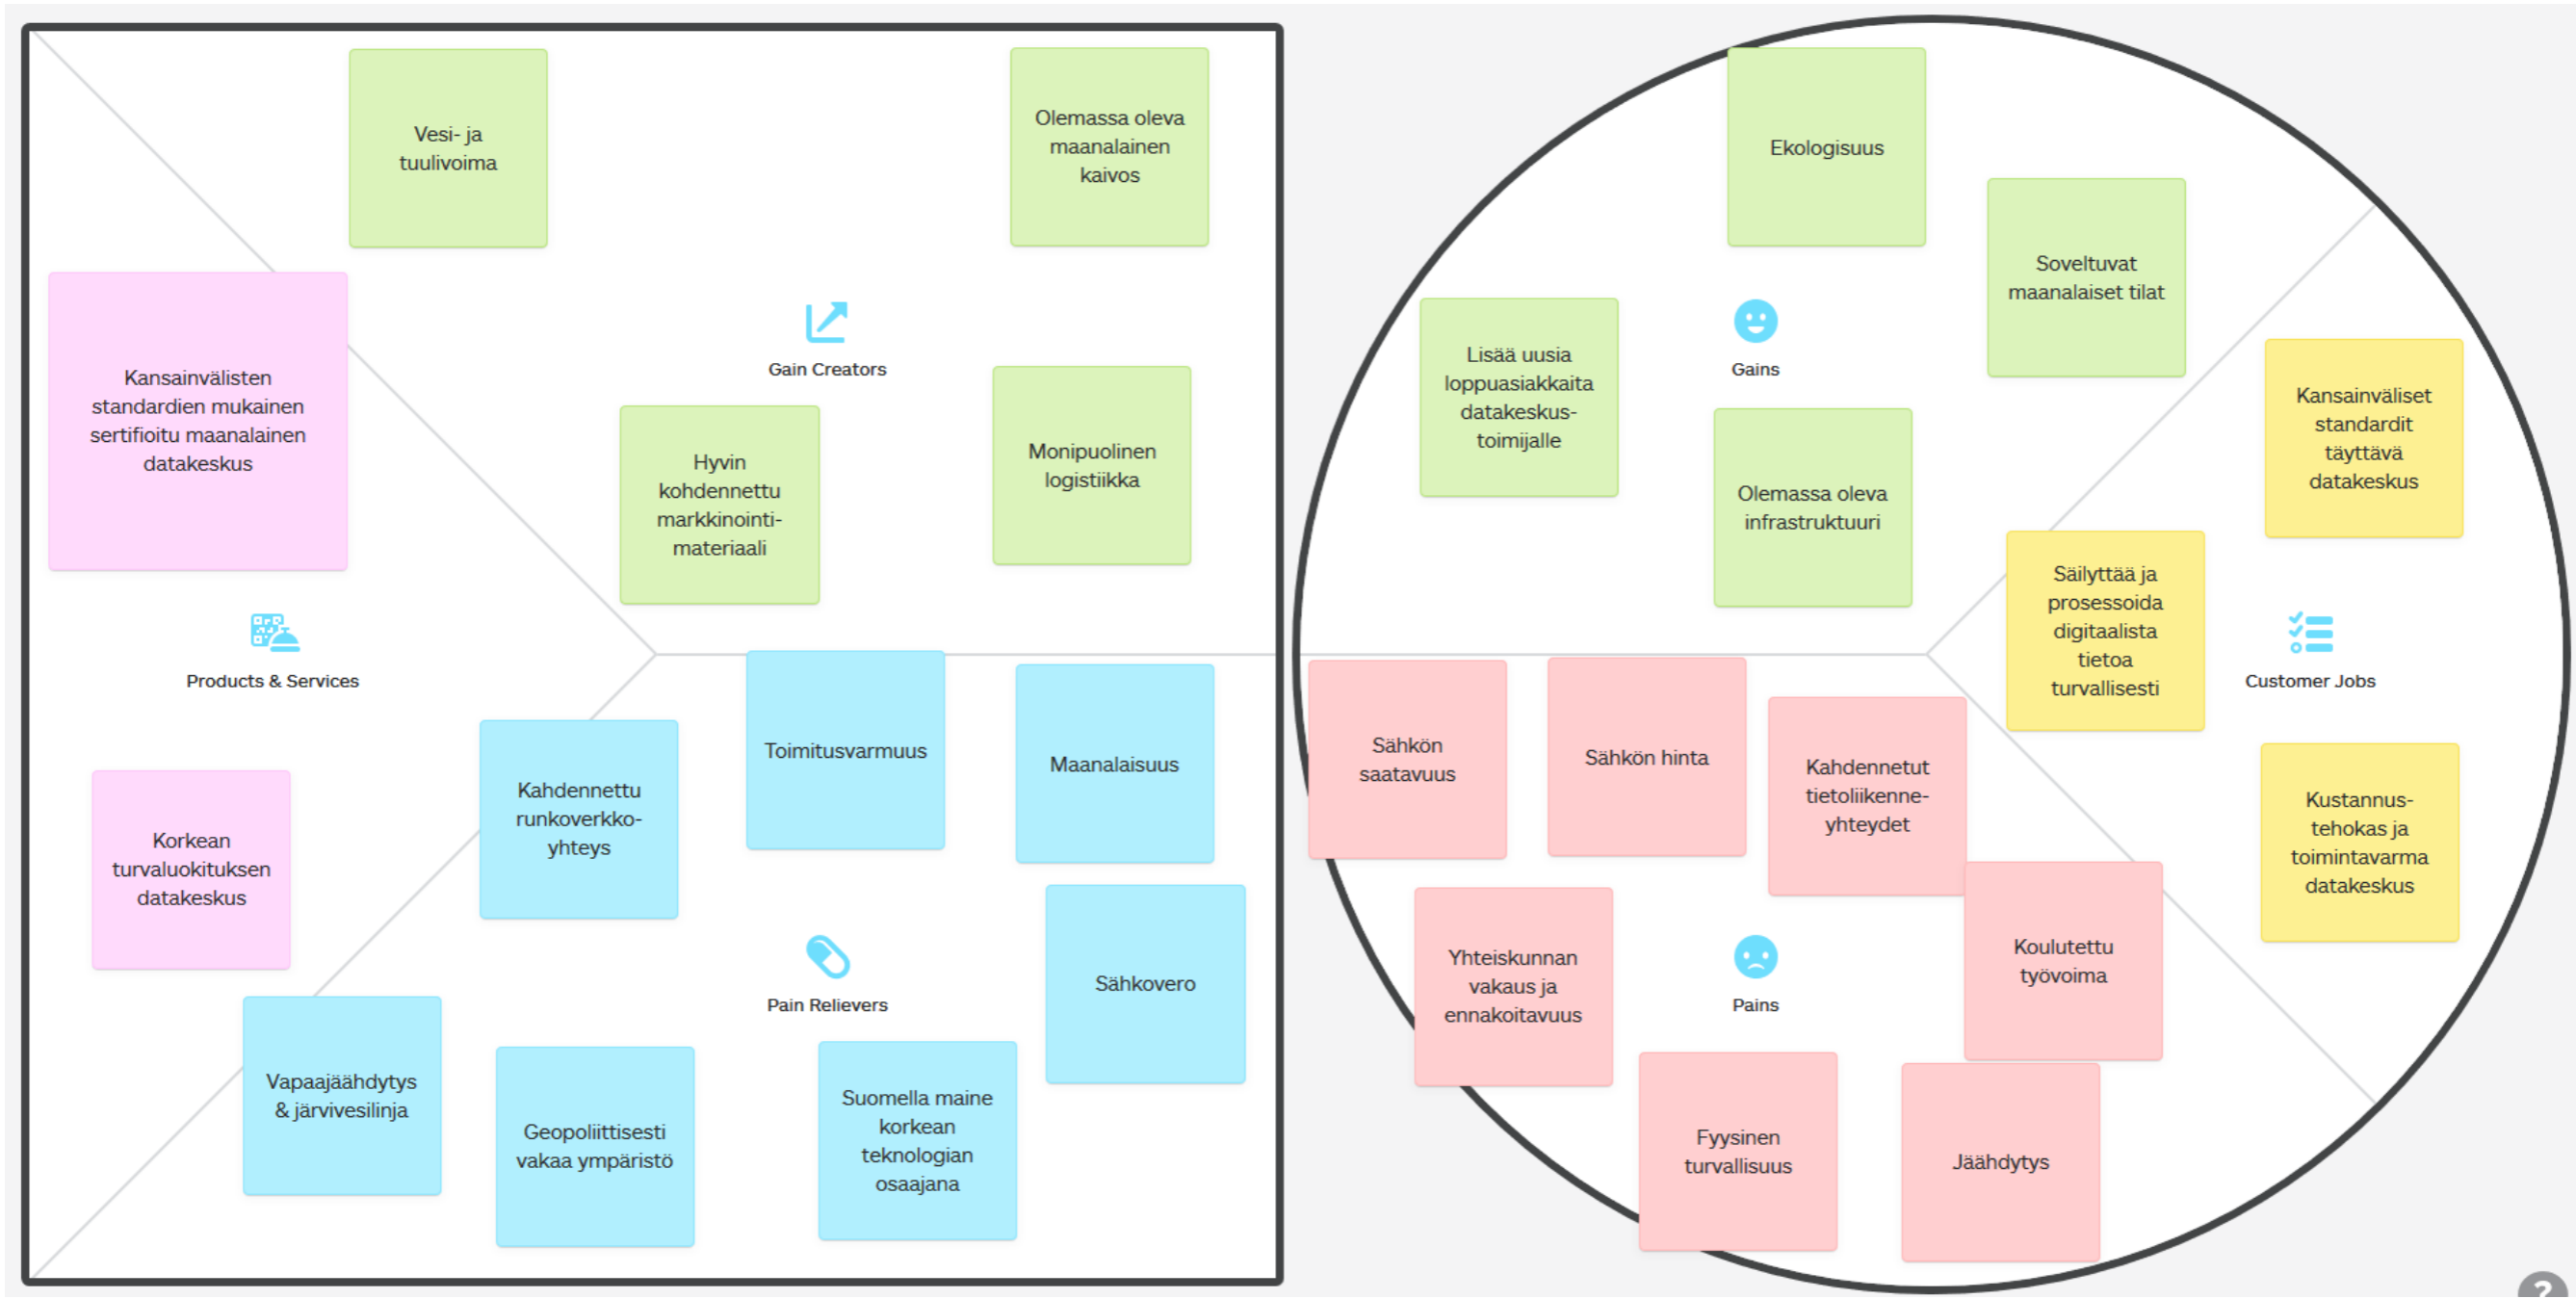 Vesi- ja
tuulivoima
Olemassa oleva
maanalainen
kaivos
Kansainvälisten
standardien mukainen
sertifioitu maanalainen
datakeskus
Gain Creators
Hyvin
kohdennettu
markkinointi-
materiaali
Monipuolinen
logistiikka
Products & Services
Korkean
turvaluokituksen
datakeskus
Kahdennettu
runkoverkko-
yhteys
Toimitusvarmuus
Maanalaisuus
Pain Relievers
Sähkovero
Vapaajäähdytys
& järvivesilinja
Geopoliittisesti
vakaa ympäristö
Suomella maine
korkean
teknologian
osaajana
Ekologisuus
Soveltuvat
maanalaiset tilat
Lisää uusia
loppuasiakkaita
datakeskus-
toimijalle
Gains
Olemassa oleva
infrastruktuuri
Kansainväliset
standardit
täyttävä
datakeskus
Säilyttää ja
prosessoida
digitaalista
tietoa
turvallisesti
Customer Jobs
Kustannus-
tehokas ja
toimintavarma
datakeskus
Sähkön
saatavuus
Sähkön hinta
Kahdennetut
tietoliikenne-
yhteydet
Yhteiskunnan
vakaus ja
ennakoitavuus
Pains
Koulutettu
työvoima
Fyysinen
turvallisuus
Jäähdytys
?